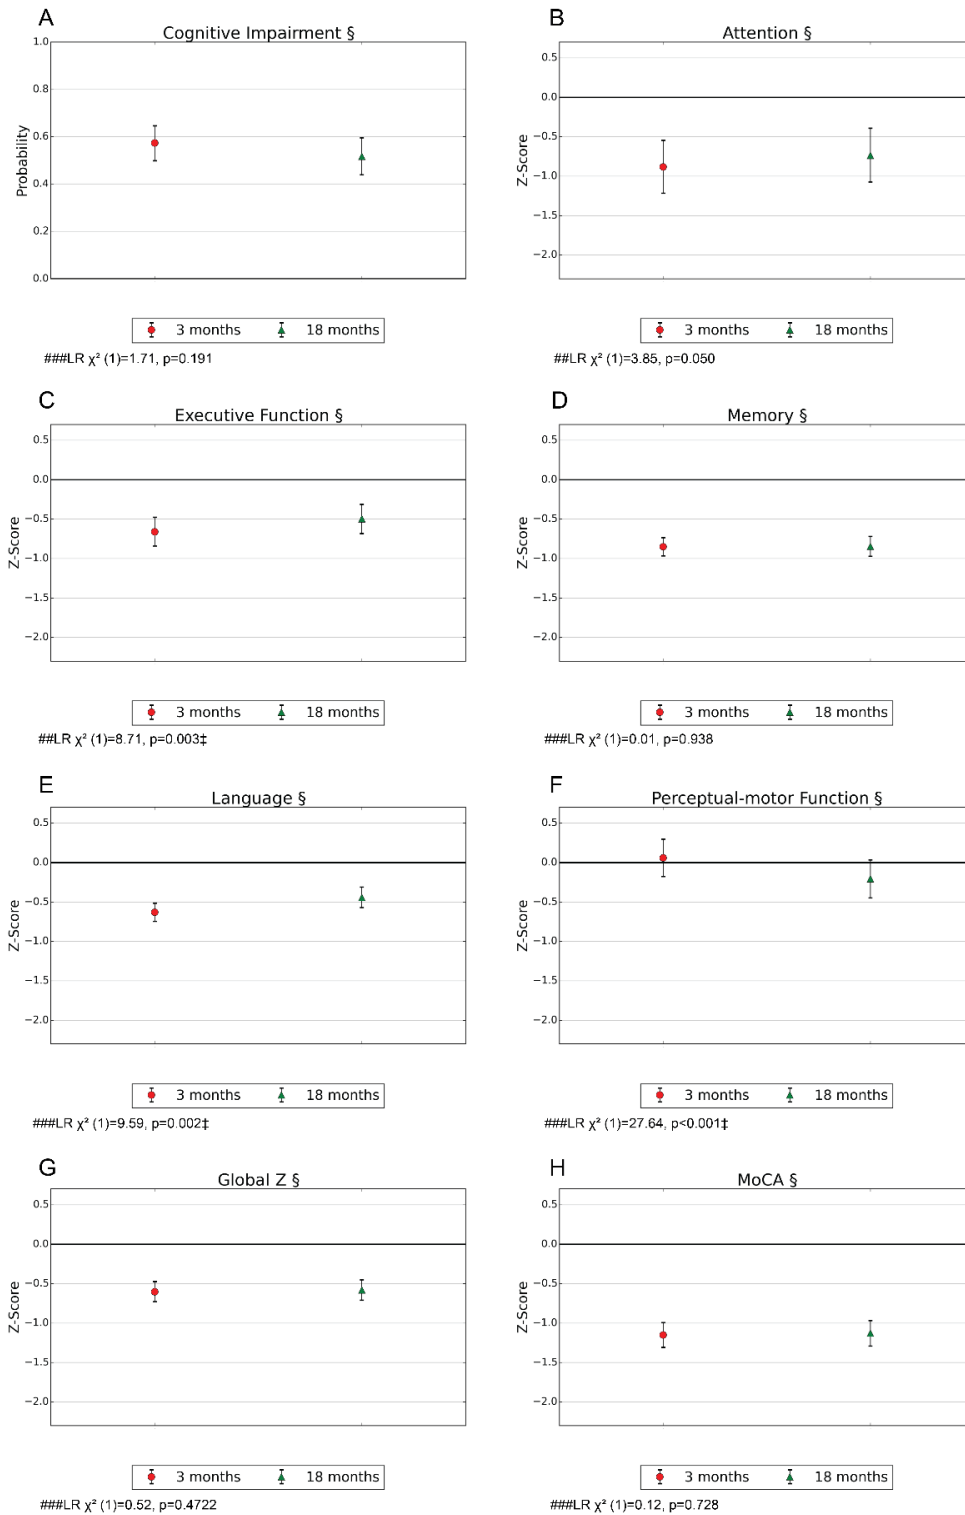 A
Cognitive Impairment §
1.0
0.8
0.6
0.4
0.2
0.0
Probability
3 months 18 months
###LR χ² (1)=1.71, p=0.191
B
Attention §
0.5
0.0
−0.5
−1.0
−1.5
−2.0
Z-Score
3 months 18 months
##LR χ² (1)=3.85, p=0.050
C
Executive Function §
0.5
0.0
−0.5
−1.0
−1.5
−2.0
Z-Score
3 months 18 months
##LR χ² (1)=8.71, p=0.003‡
D
Memory §
0.5
0.0
−0.5
−1.0
−1.5
−2.0
Z-Score
3 months 18 months
###LR χ² (1)=0.01, p=0.938
E
Language §
0.5
0.0
−0.5
−1.0
−1.5
−2.0
Z-Score
3 months 18 months
###LR χ² (1)=9.59, p=0.002‡
F
Perceptual-motor Function §
0.5
0.0
−0.5
−1.0
−1.5
−2.0
Z-Score
3 months 18 months
###LR χ² (1)=27.64, p<0.001‡
G
Global Z §
0.5
0.0
−0.5
−1.0
−1.5
−2.0
Z-Score
3 months 18 months
###LR χ² (1)=0.52, p=0.4722
H
MoCA §
0.5
0.0
−0.5
−1.0
−1.5
−2.0
Z-Score
3 months 18 months
###LR χ² (1)=0.12, p=0.728